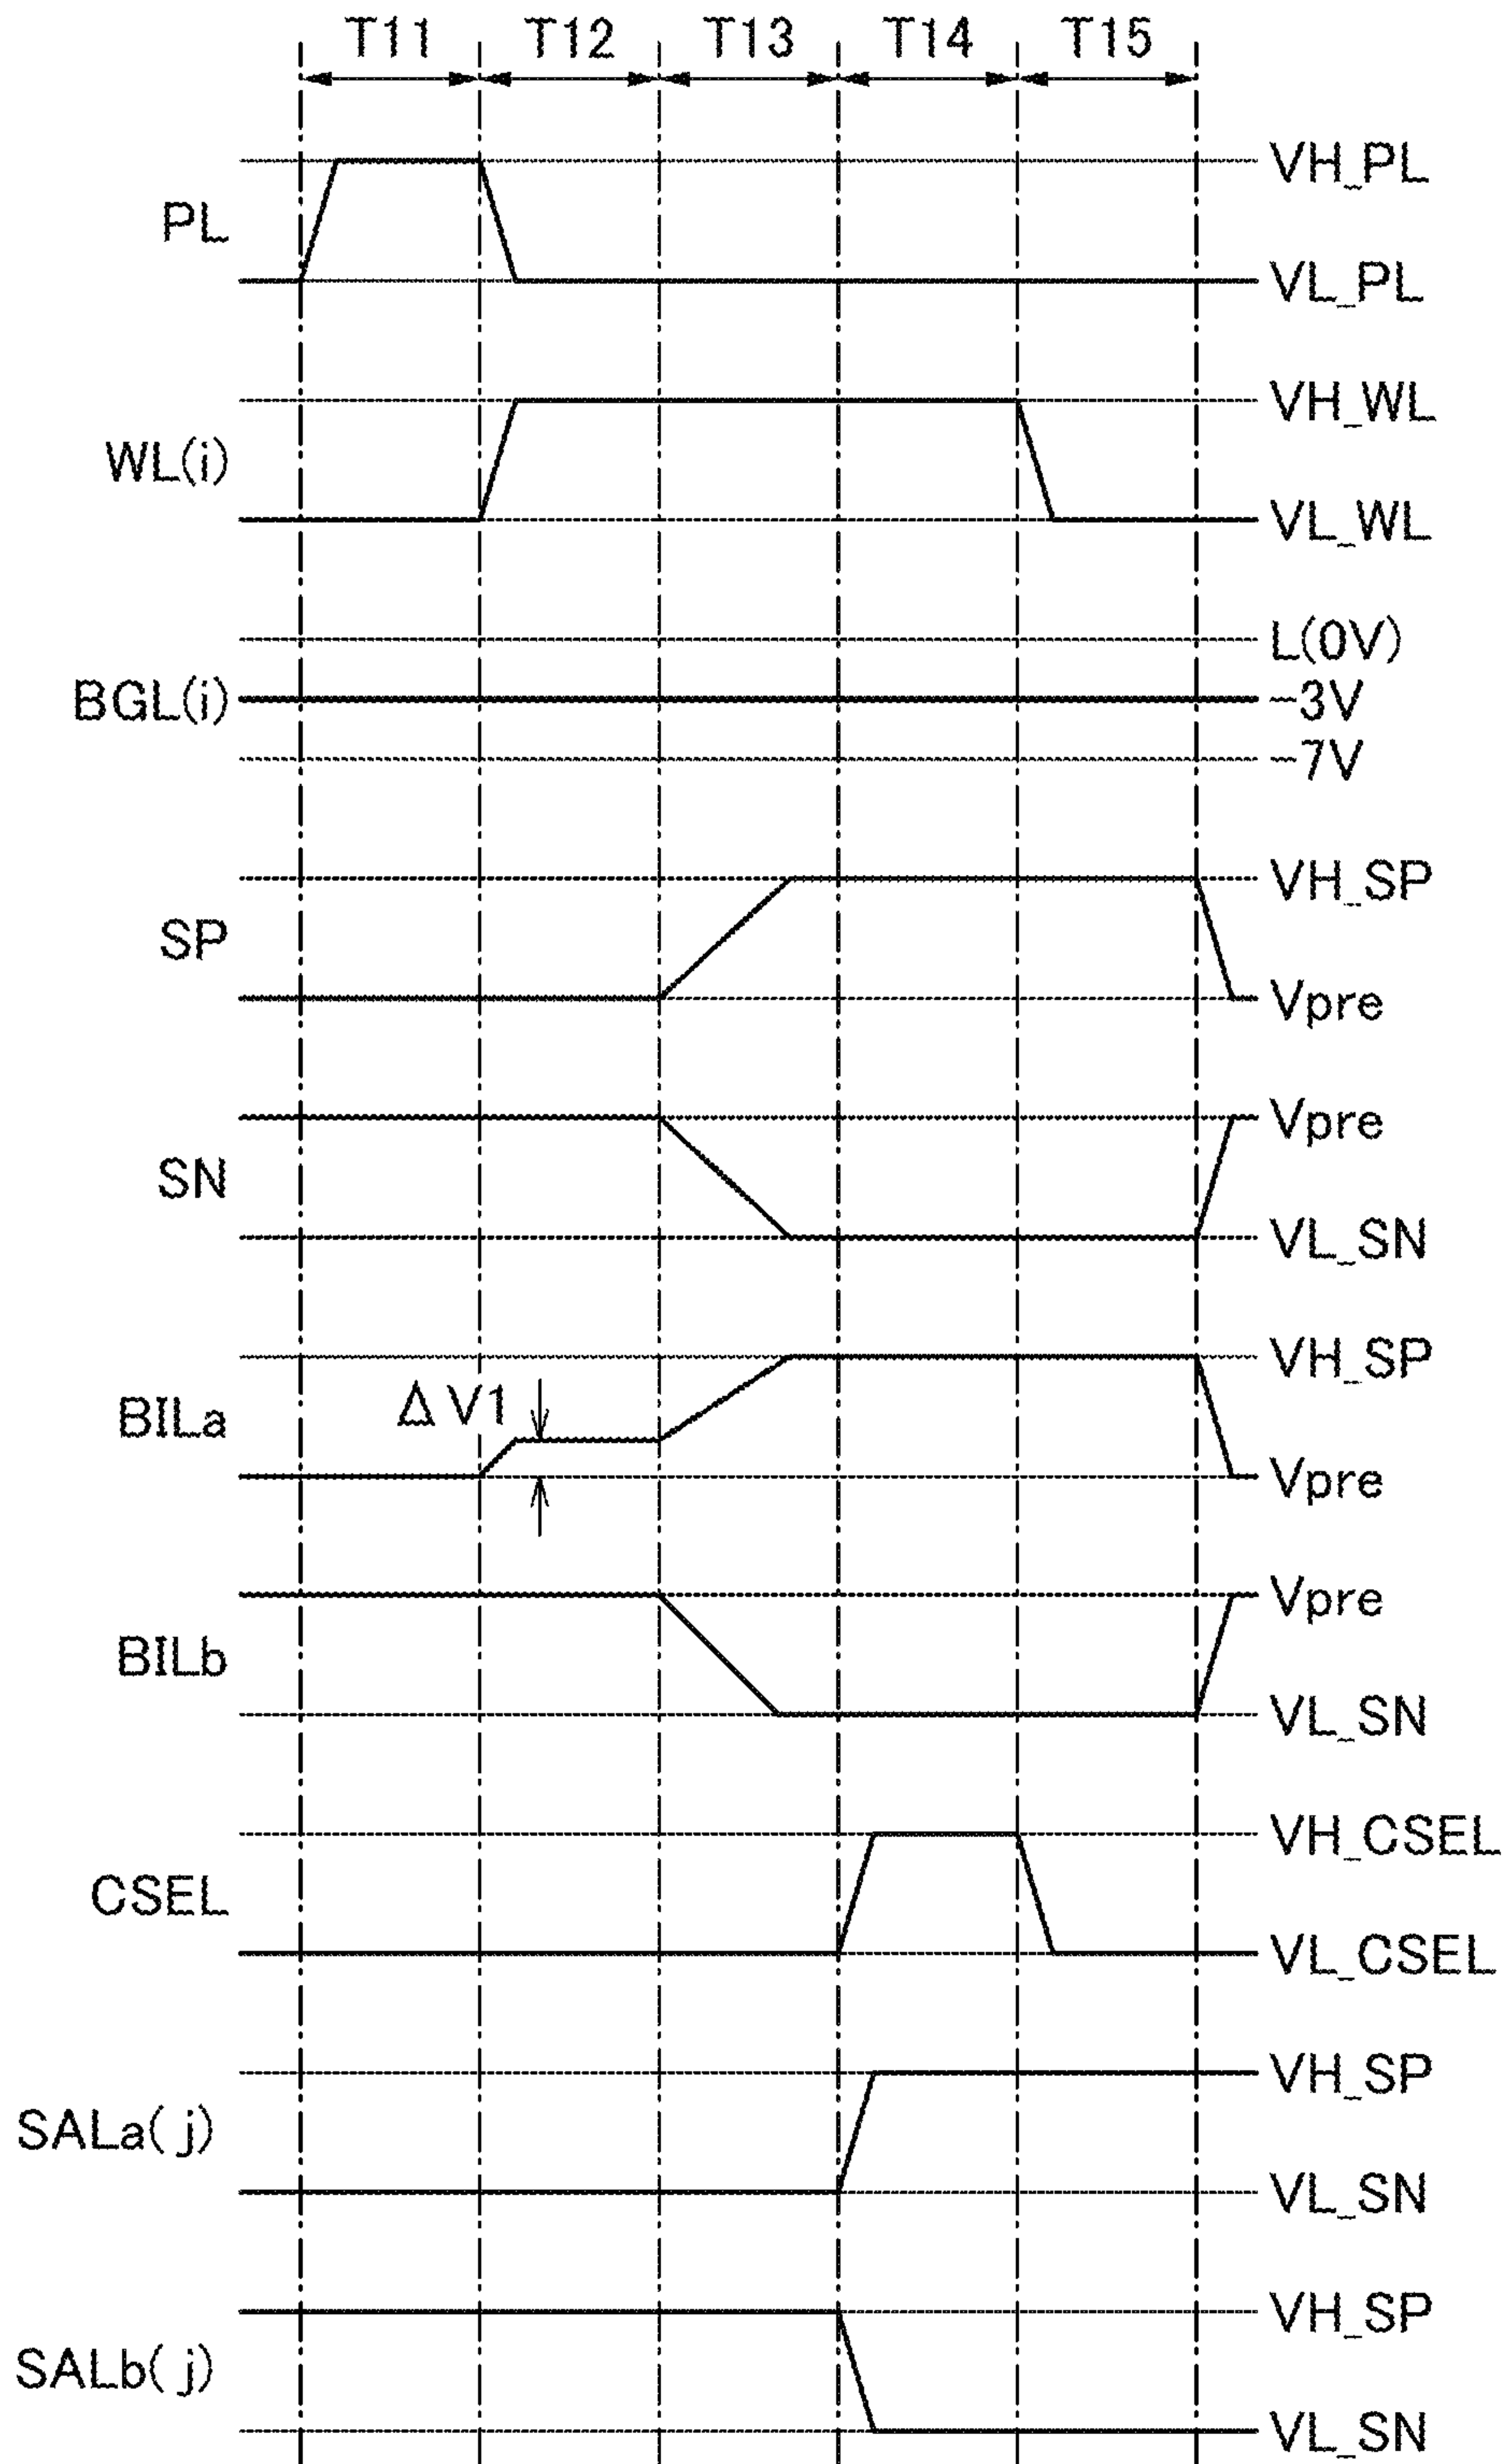 T11 T12 T13 T14 T15
VH_PL
PL
VL_PL
VH_WL
WL(i)
VL_WL
L(0V)
BGL(i) -3V
-7V
VH_SP
SP
Vpre
Vpre
SN
VL_SN
VH_SP
BILa ΔV1
Vpre
Vpre
BILb
VL_SN
VH_CSEL
CSEL
VL_CSEL
VH_SP
SALa(j)
VL_SN
VH_SP
SALb(j)
VL_SN